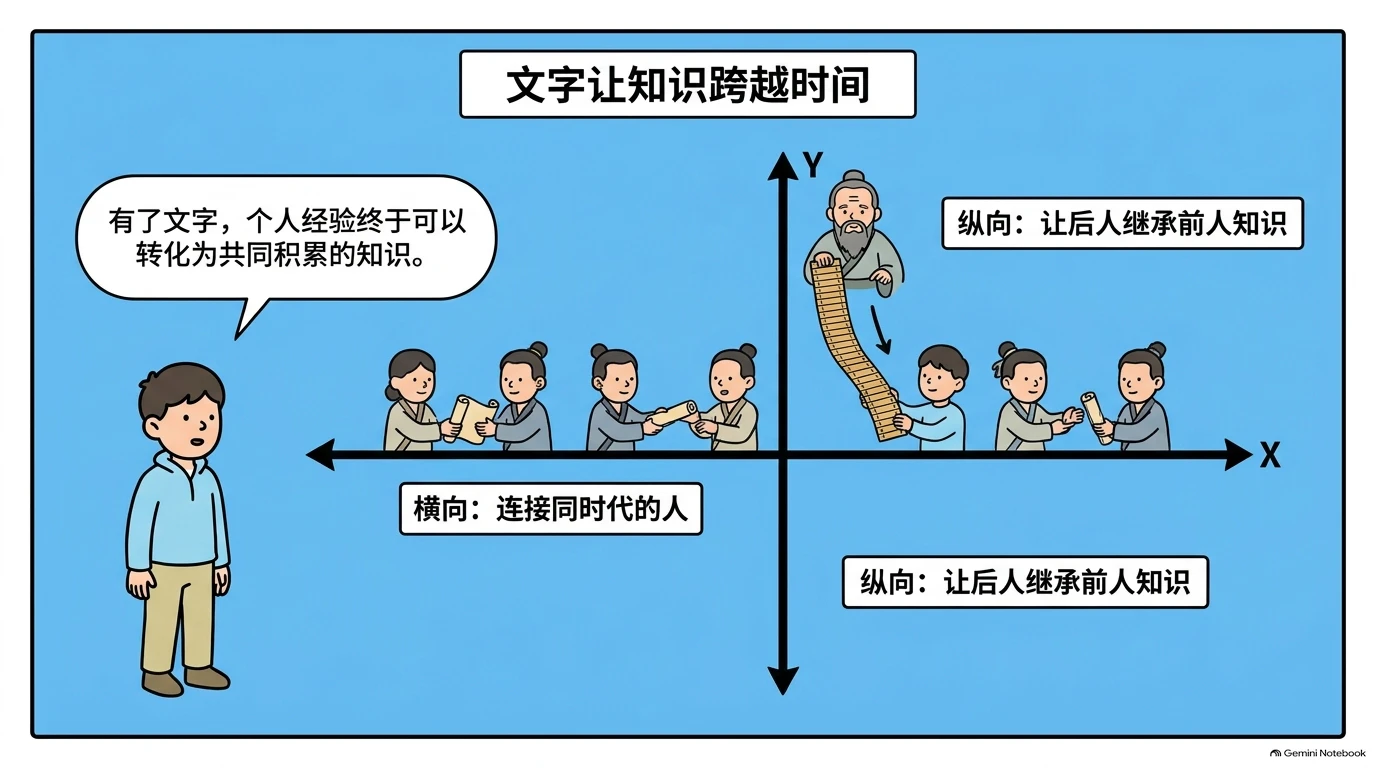 文字让知识跨越时间
有了文字，个人经验终于可以
转化为共同积累的知识。
Y
纵向：让后人继承前人知识
X
横向：连接同时代的人
纵向：让后人继承前人知识
Gemini Notebook